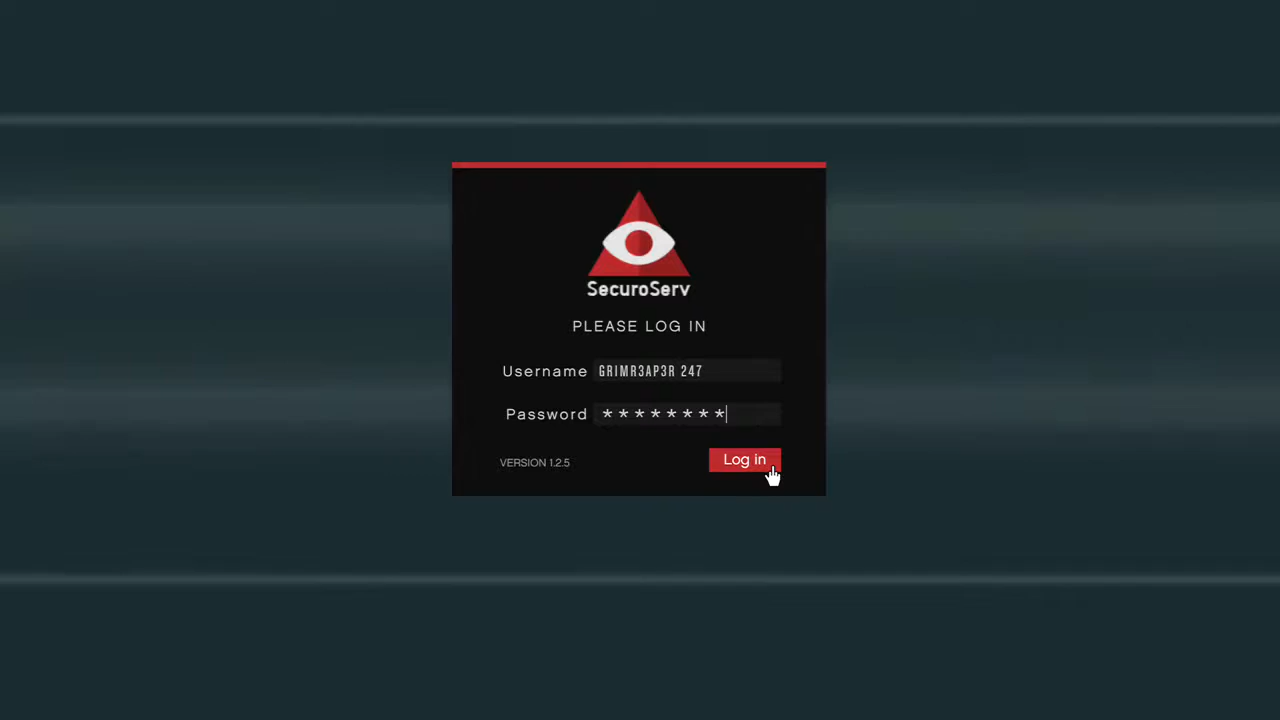 SecuroServ
PLEASE LOG IN
Username GRIMR3AP3R 247
Password ********
VERSION 1.2.5 Log in